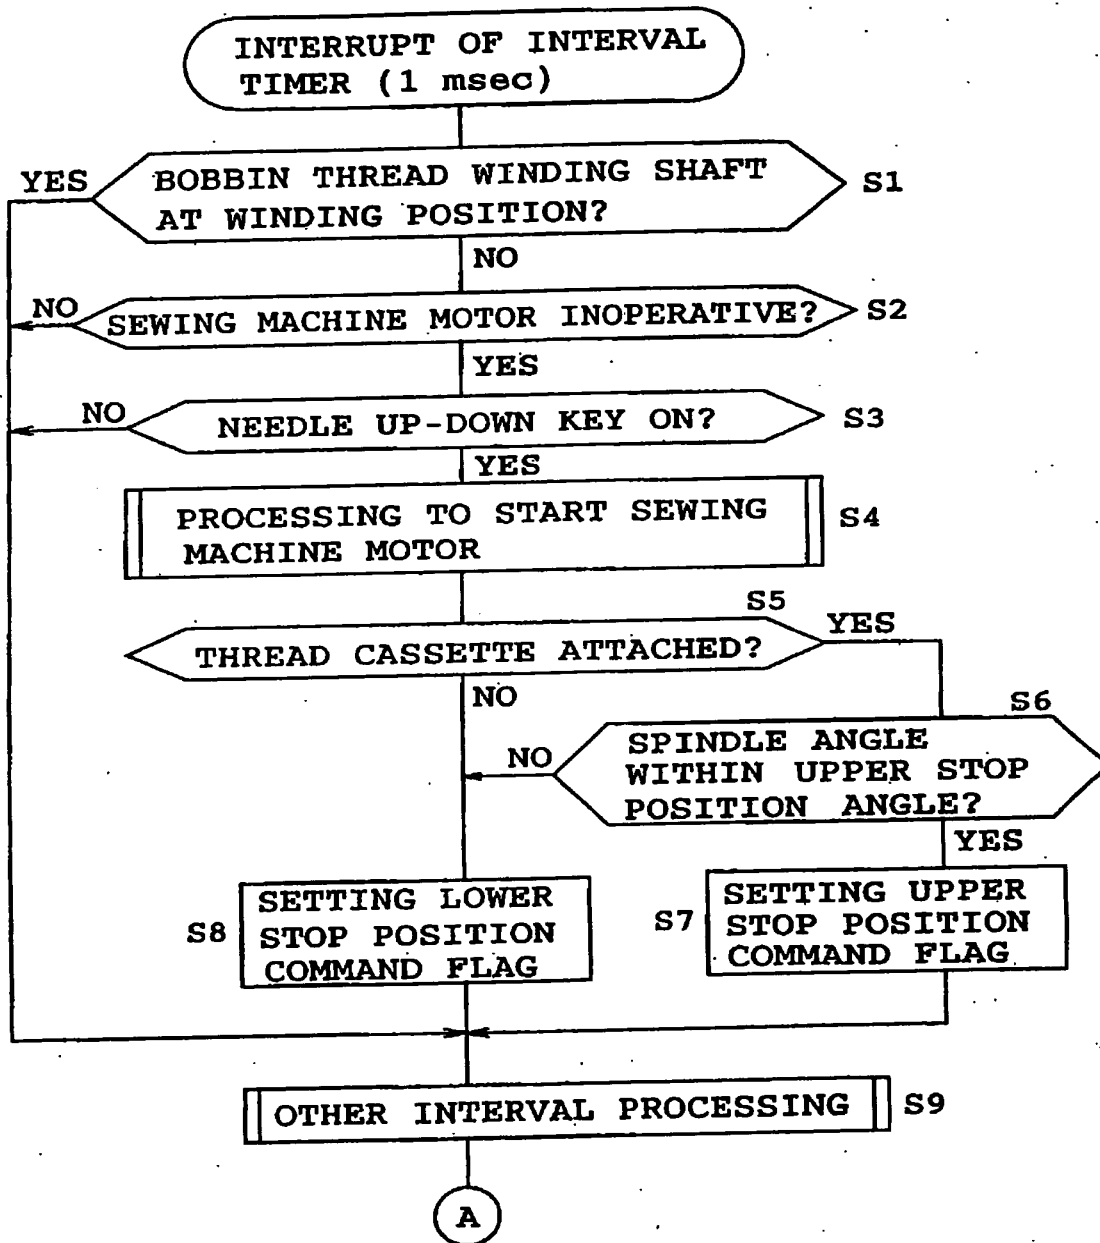 INTERRUPT OF INTERVAL
TIMER (1 msec)
YES
BOBBIN THREAD WINDING SHAFT
AT WINDING POSITION?
S1
NO
NO
SEWING MACHINE MOTOR INOPERATIVE?
S2
YES
NO
NEEDLE UP-DOWN KEY ON?
S3
YES
PROCESSING TO START SEWING
MACHINE MOTOR
S4
S5
THREAD CASSETTE ATTACHED?
YES
NO
S6
NO
SPINDLE ANGLE
WITHIN UPPER STOP
POSITION ANGLE?
YES
S8
SETTING LOWER
STOP POSITION
COMMAND FLAG
S7
SETTING UPPER
STOP POSITION
COMMAND FLAG
OTHER INTERVAL PROCESSING
S9
A